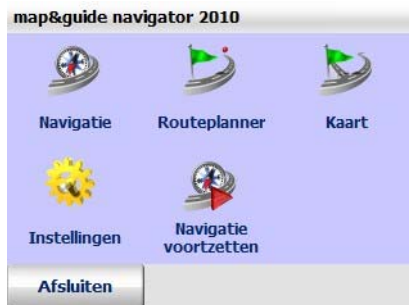 map&guide navigator 2010
Navigatie
Routeplanner
Kaart
Instellingen
Navigatie
voortzetten
Afsluiten